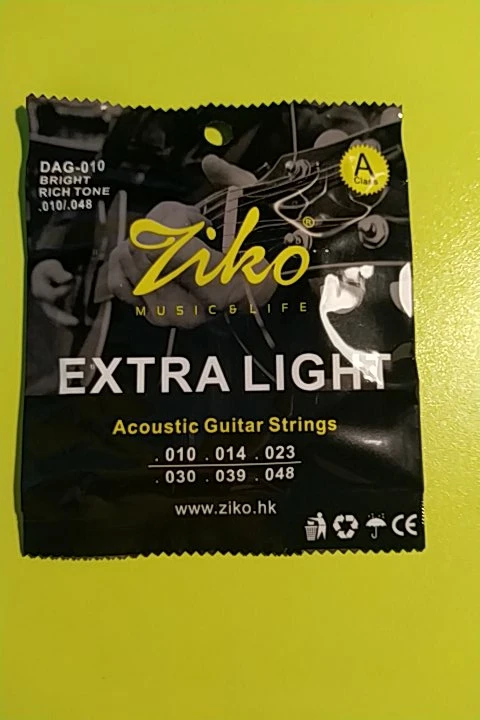 DAG-010
BRIGHT
RICH TONE
.010/.048
A
Class
Ziko®
MUSIC & LIFE
EXTRA LIGHT
Acoustic Guitar Strings
. 010 . 014 . 023
. 030 . 039 . 048
www.ziko.hk
CE